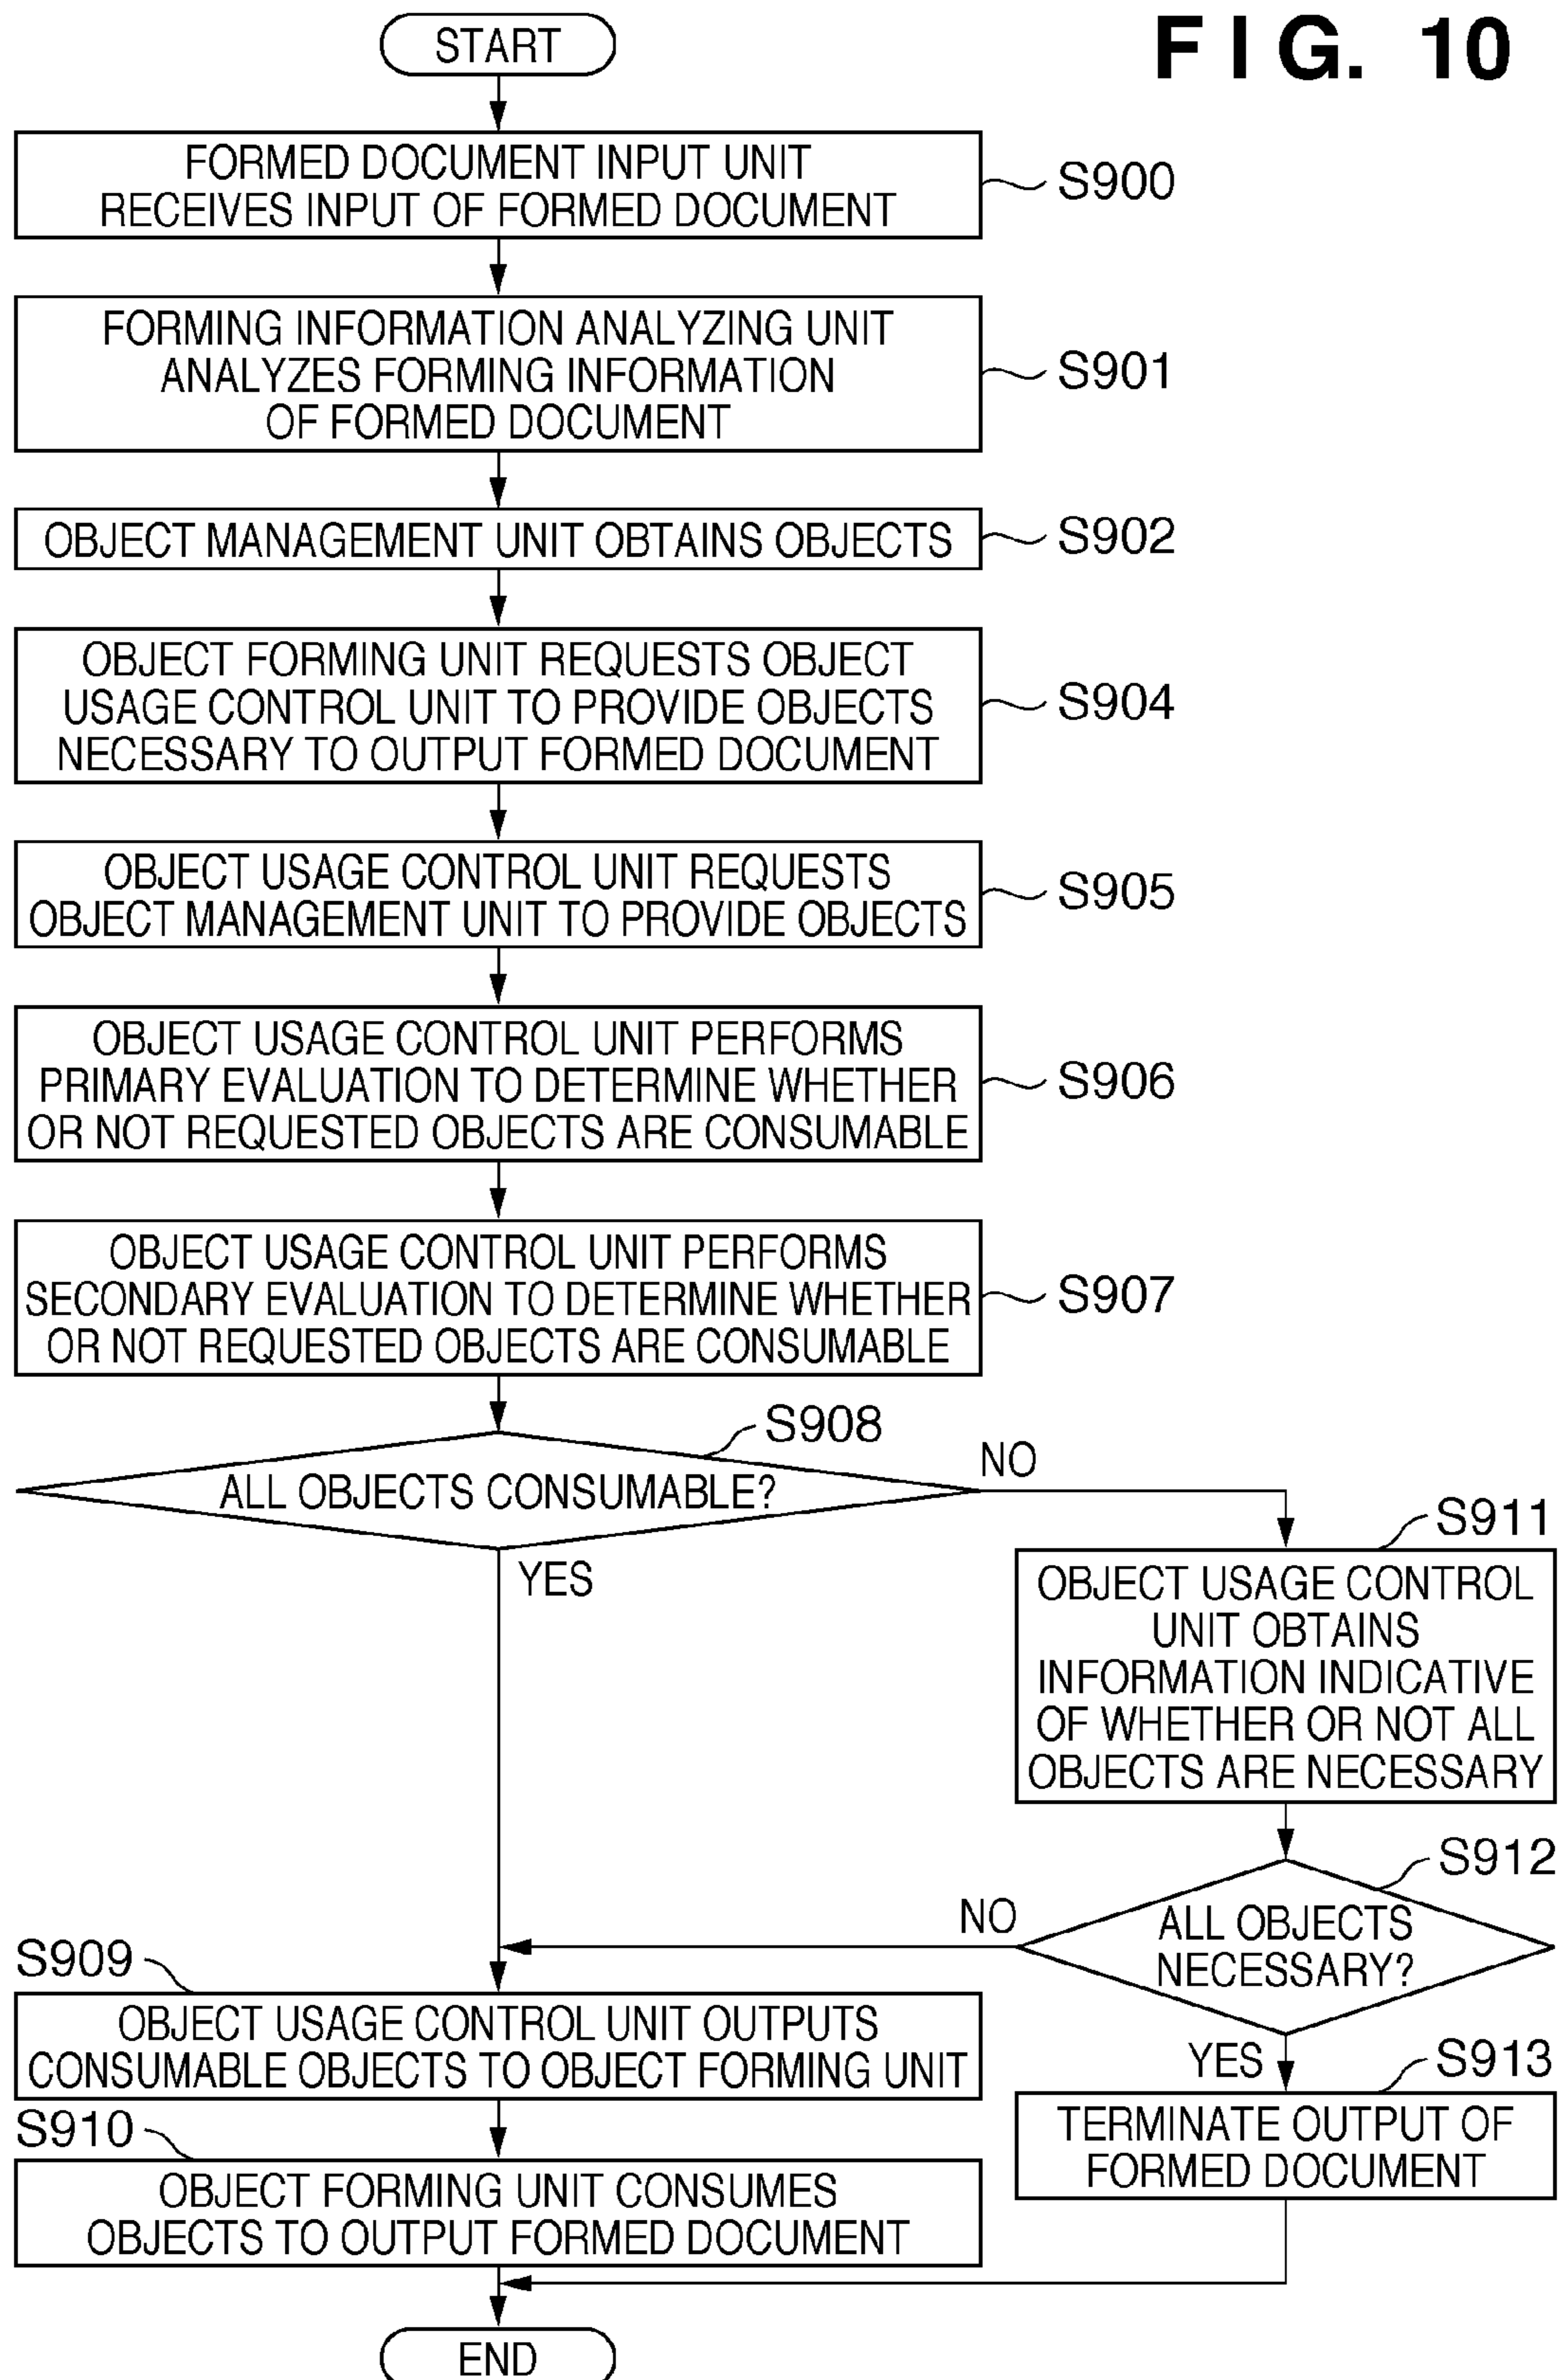 FIG. 10
START
FORMED DOCUMENT INPUT UNIT
RECEIVES INPUT OF FORMED DOCUMENT
S900
FORMING INFORMATION ANALYZING UNIT
ANALYZES FORMING INFORMATION
OF FORMED DOCUMENT
S901
OBJECT MANAGEMENT UNIT OBTAINS OBJECTS
S902
OBJECT FORMING UNIT REQUESTS OBJECT
USAGE CONTROL UNIT TO PROVIDE OBJECTS
NECESSARY TO OUTPUT FORMED DOCUMENT
S904
OBJECT USAGE CONTROL UNIT REQUESTS
OBJECT MANAGEMENT UNIT TO PROVIDE OBJECTS
S905
OBJECT USAGE CONTROL UNIT PERFORMS
PRIMARY EVALUATION TO DETERMINE WHETHER
OR NOT REQUESTED OBJECTS ARE CONSUMABLE
S906
OBJECT USAGE CONTROL UNIT PERFORMS
SECONDARY EVALUATION TO DETERMINE WHETHER
OR NOT REQUESTED OBJECTS ARE CONSUMABLE
S907
S908
ALL OBJECTS CONSUMABLE?
NO
YES
S911
OBJECT USAGE CONTROL
UNIT OBTAINS
INFORMATION INDICATIVE
OF WHETHER OR NOT ALL
OBJECTS ARE NECESSARY
S912
ALL OBJECTS
NECESSARY?
NO
YES
S909
OBJECT USAGE CONTROL UNIT OUTPUTS
CONSUMABLE OBJECTS TO OBJECT FORMING UNIT
S913
TERMINATE OUTPUT OF
FORMED DOCUMENT
S910
OBJECT FORMING UNIT CONSUMES
OBJECTS TO OUTPUT FORMED DOCUMENT
END